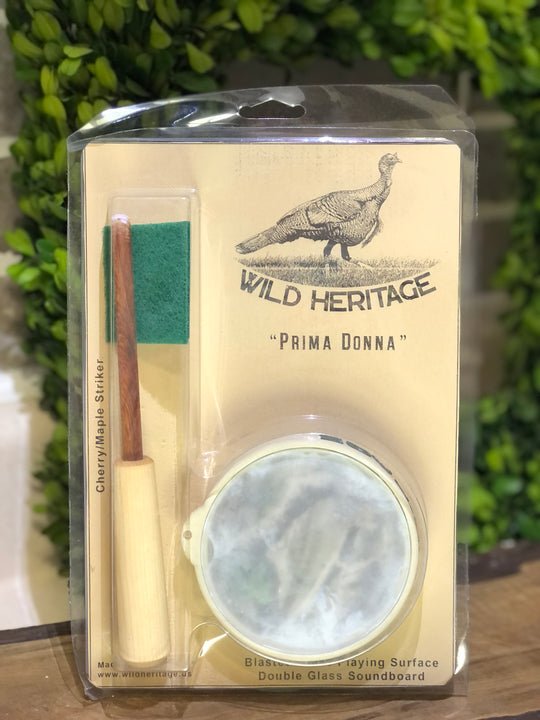 WILD HERITAGE
“PRIMA DONNA”
Cherry/Maple Striker
www.wildheritage.us
Playing Surface
Double Glass Soundboard